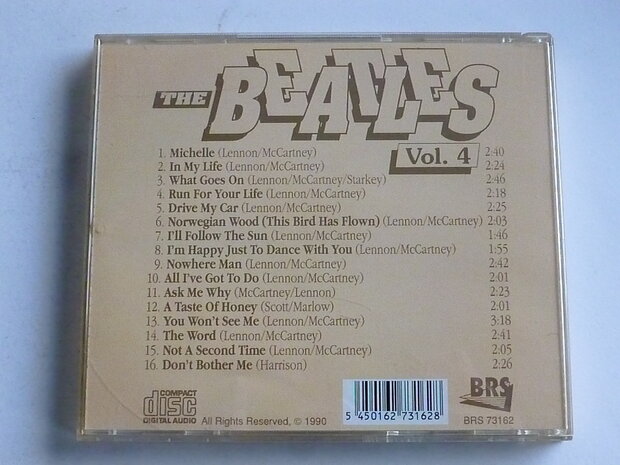 THE BEATLES
Vol. 4
1. Michelle (Lennon/McCartney) 2:40
2. In My Life (Lennon/McCartney) 2:24
3. What Goes On (Lennon/McCartney/Starkey) 2:46
4. Run For Your Life (Lennon/McCartney) 2:18
5. Drive My Car (Lennon/McCartney) 2:25
6. Norwegian Wood (This Bird Has Flown) (Lennon/McCartney) 2:03
7. I'll Follow The Sun (Lennon/McCartney) 1:46
8. I'm Happy Just To Dance With You (Lennon/McCartney) 1:55
9. Nowhere Man (Lennon/McCartney) 2:42
10. All I've Got To Do (Lennon/McCartney) 2:01
11. Ask Me Why (McCartney/Lennon) 2:23
12. A Taste Of Honey (Scott/Marlow) 2:01
13. You Won't See Me (Lennon/McCartney) 3:18
14. The Word (Lennon/McCartney) 2:41
15. Not A Second Time (Lennon/McCartney) 2:05
16. Don't Bother Me (Harrison) 2:26
COMPACT
disc
DIGITAL AUDIO
All Rights Reserved, © 1990
5 450162 731628
BRS
BRS 73162